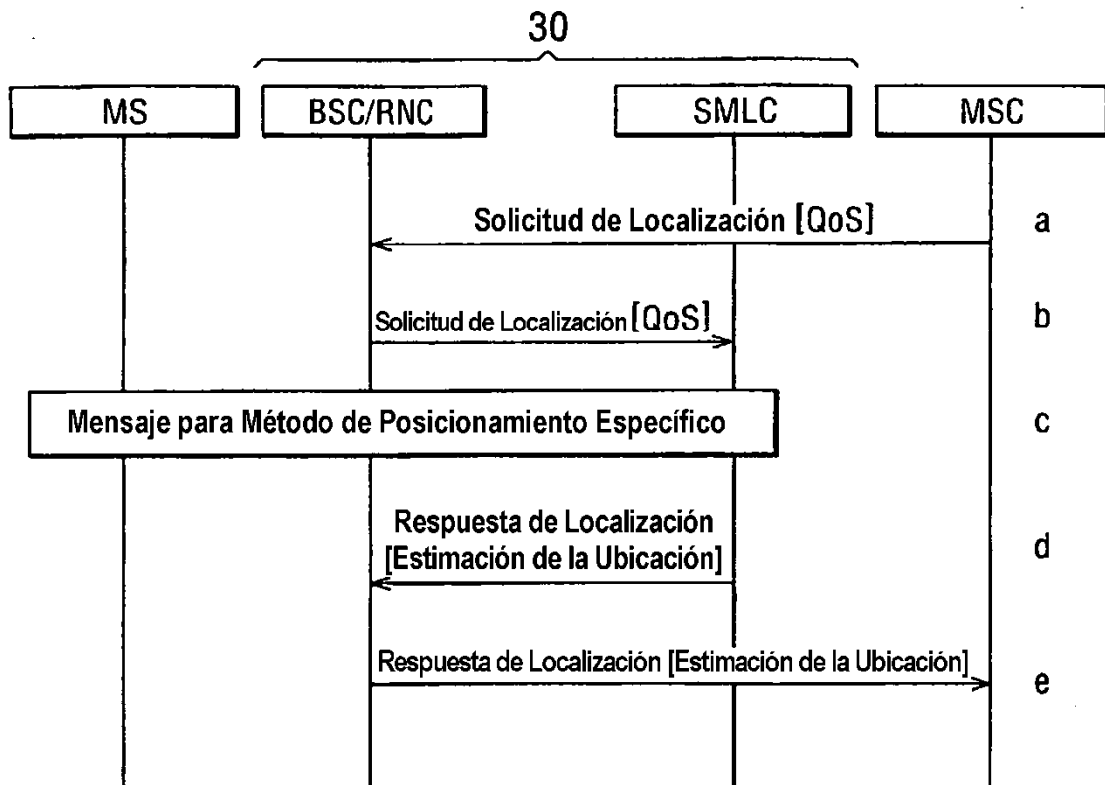 30
MS
BSC/RNC
SMLC
MSC
Solicitud de Localización [QoS]
a
Solicitud de Localización [QoS]
b
Mensaje para Método de Posicionamiento Específico
c
Respuesta de Localización
[Estimación de la Ubicación]
d
Respuesta de Localización [Estimación de la Ubicación]
e